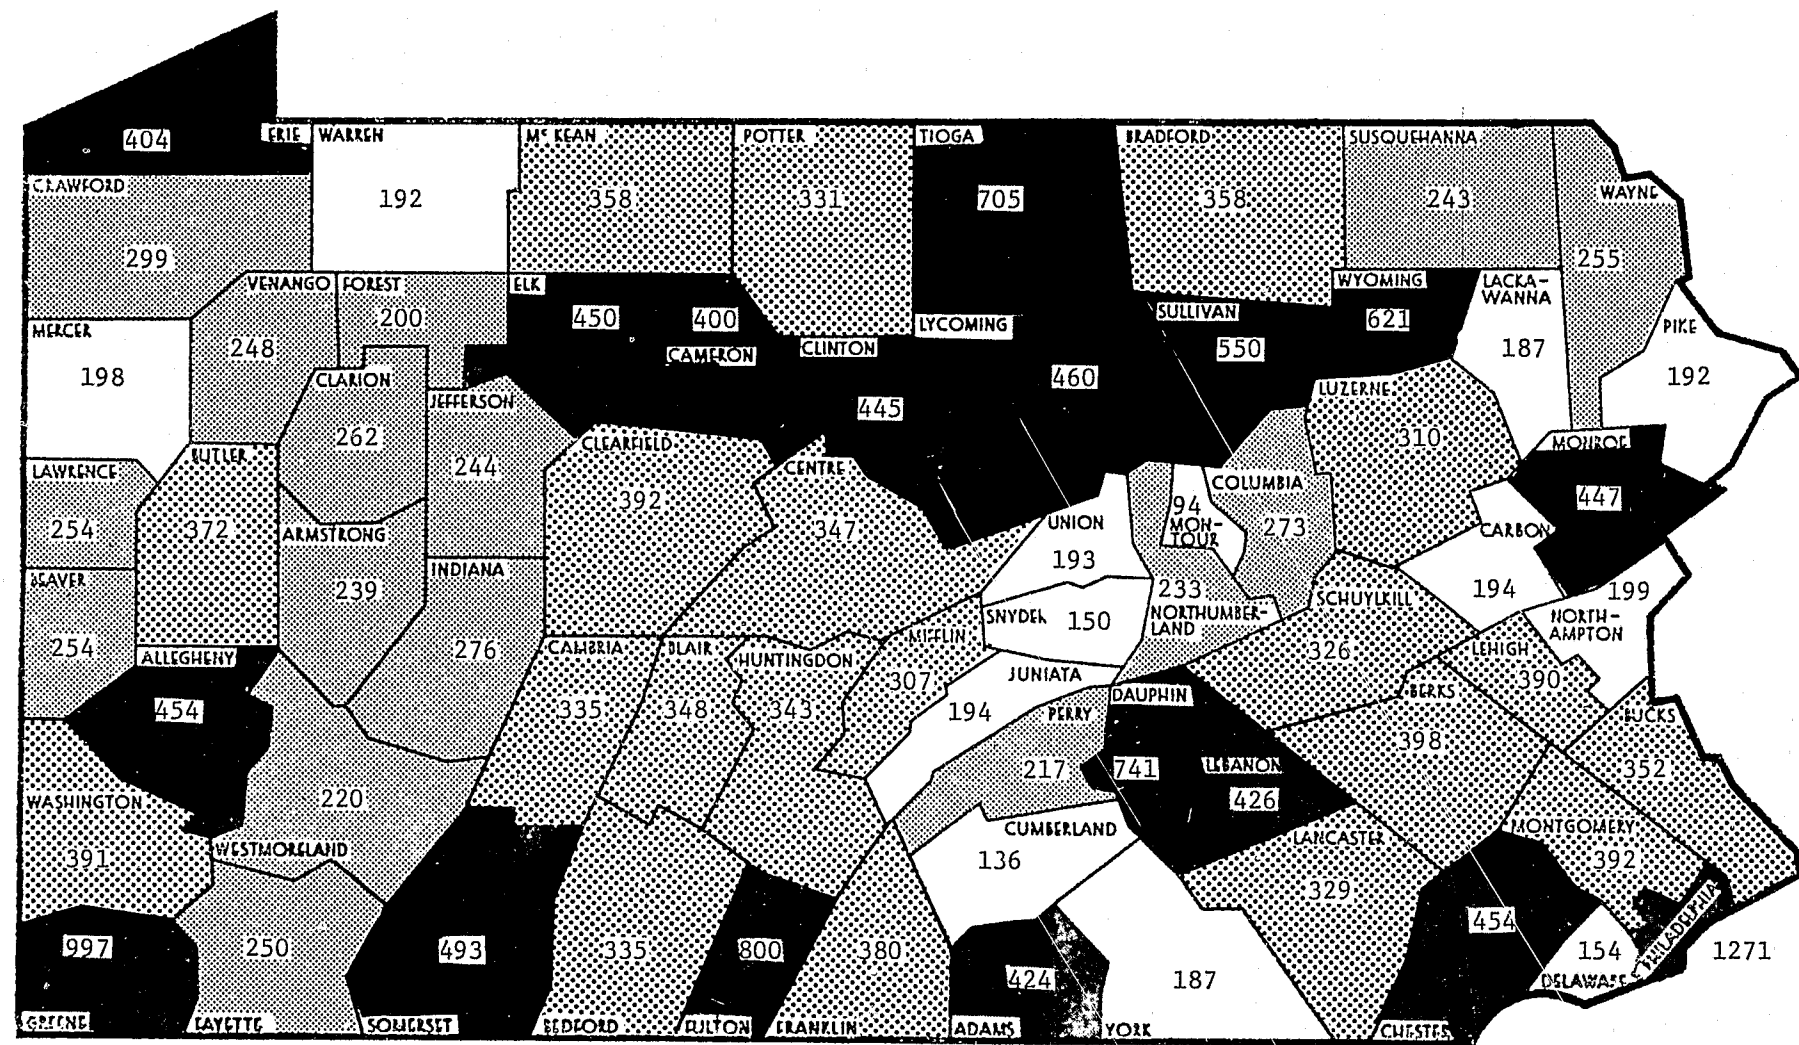 404 ERIE
WARREN
192
McKEAN
358
POTTER
331
TIOGA
705
BRADFORD
358
SUSQUEHANNA
243
WAYNE
255
CRAWFORD
299
VENANGO
248
FOREST
200
ELK
450
400
CAMERON
CLINTON
445
LYCOMING
460
SULLIVAN
550
WYOMING
621
LACKA-
WANNA
187
PIKE
192
MERCER
198
CLARION
262
JEFFERSON
244
CLEARFIELD
392
CENTRE
347
LUZERNE
310
COLUMBIA
273
94
MON-
TOUR
MONROE
447
LAWRENCE
254
BUTLER
372
ARMSTRONG
239
INDIANA
276
UNION
193
SNYDER 150
233
NORTHUMBER-
LAND
CARBON
194
199
NORTH-
AMPTON
SCHUYLKILL
326
LEHIGH
390
BEAVER
254
ALLEGHENY
454
CAMBRIA
335
BLAIR
348
HUNTINGDON
343
MIFFLIN
307
JUNIATA
194
PERRY
217
DAUPHIN
741
LEBANON
426
BERKS
398
BUCKS
352
WASHINGTON
391
220
WESTMORELAND
CUMBERLAND
136
LANCASTER
329
MONTGOMERY
392
997
GREENE
250
FAYETTE
493
SOMERSET
335
BEDFORD
800
FULTON
380
FRANKLIN
424
ADAMS
187
YORK
454
CHESTER
154
DELAWARE
PHILADELPHIA
1271